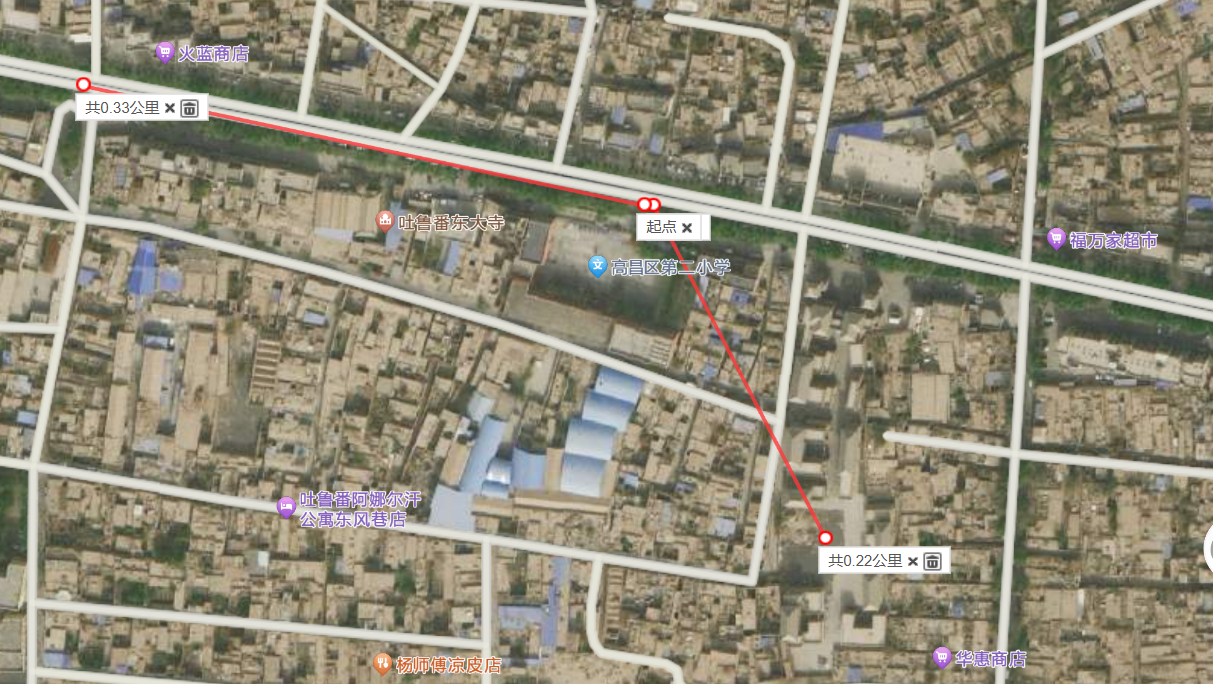 火蓝商店
共0.33公里
吐鲁番东大寺
起点
福万家超市
高昌区第二小学
吐鲁番阿娜尔汗
公寓东风巷店
共0.22公里
杨师傅凉皮店
华惠商店